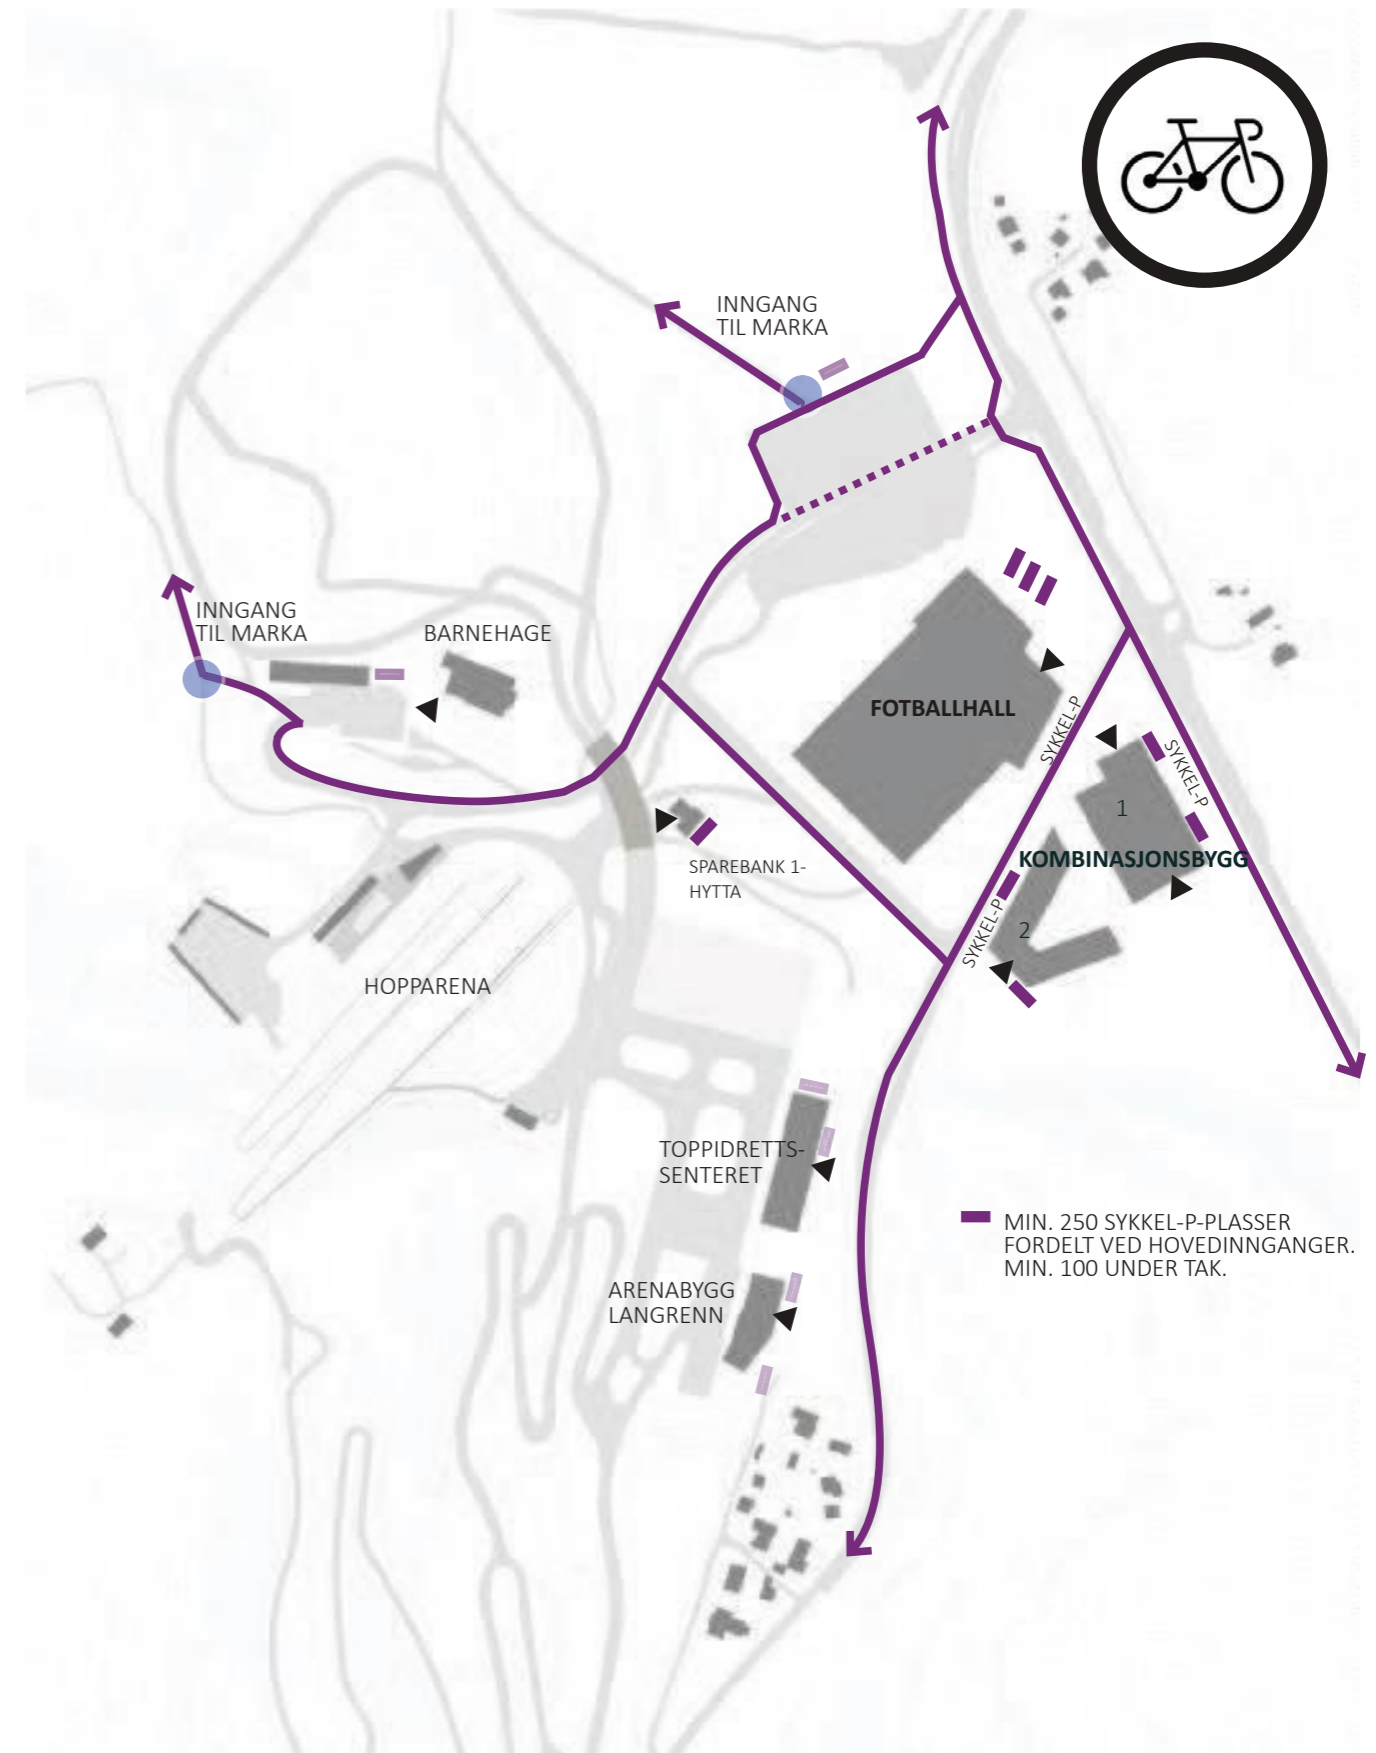 INNGANG
TIL MARKA
INNGANG
TIL MARKA
BARNEHAGE
FOTBALLHALL
SYKKEL-P
SYKKEL-P
1
KOMBINASJONSBYGG
SPAREBANK 1-
HYTTA
SYKKEL-P
2
HOPPARENA
TOPPIDRETTS-
SENTERET
MIN. 250 SYKKEL-P-PLASSER
FORDELT VED HOVEDINNGANGER.
MIN. 100 UNDER TAK.
ARENABYGG
LANGRENN